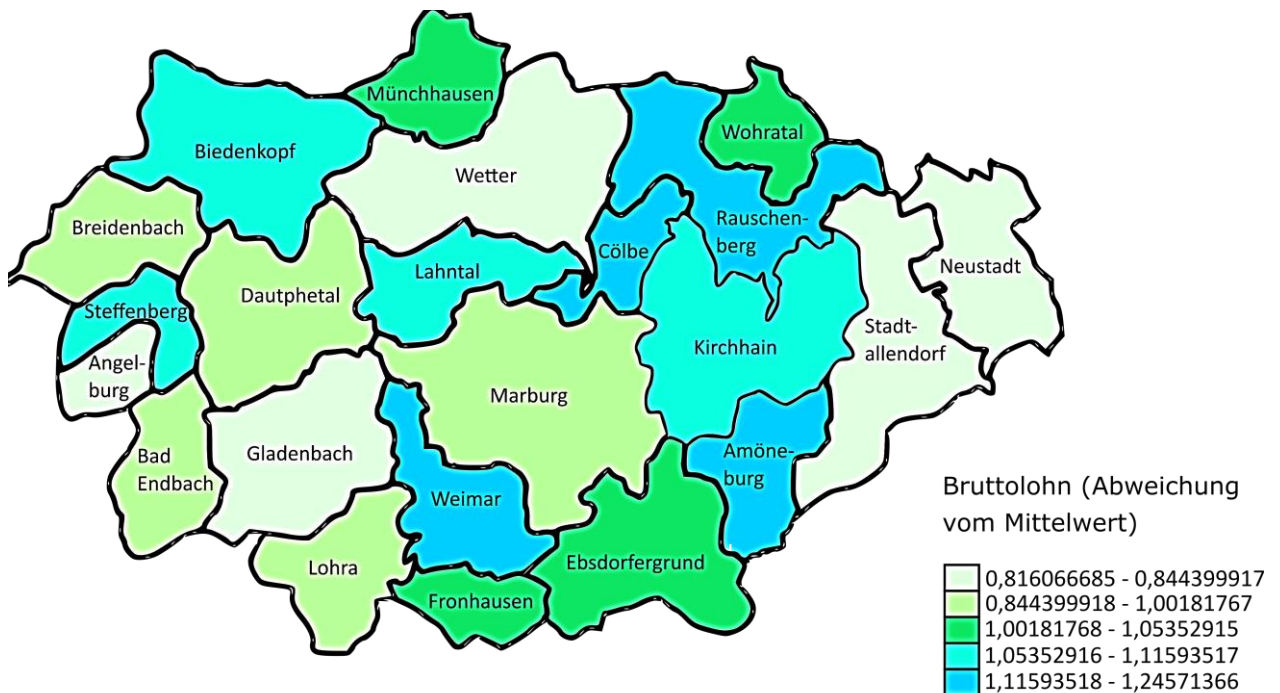 Münchhausen
Wohratal
Biedenkopf
Wetter
Breidenbach
Rauschen-
berg
Cölbe
Lahntal
Neustadt
Dautphetal
Steffenberg
Stadt-
allendorf
Kirchhain
Angel-
burg
Marburg
Gladenbach
Bad
Endbach
Amöne-
burg
Weimar
Lohra
Ebsdorfergrund
Fronhausen
Bruttolohn (Abweichung
vom Mittelwert)
0,816066685 - 0,844399917
0,844399918 - 1,00181767
1,00181768 - 1,05352915
1,05352916 - 1,11593517
1,11593518 - 1,24571366